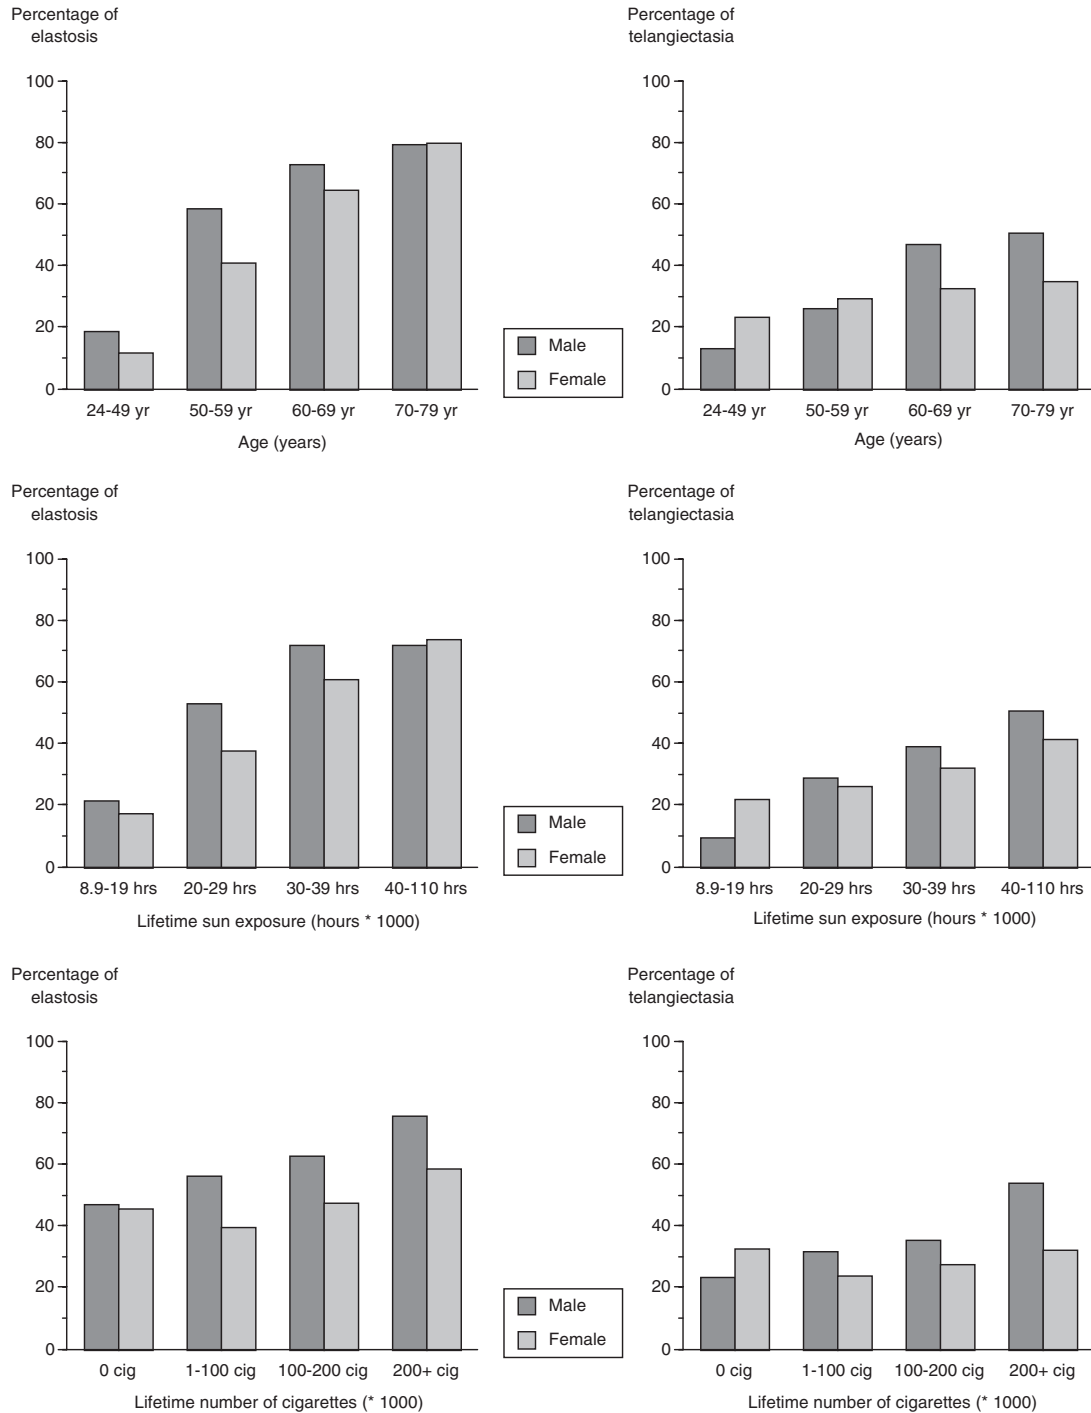 Percentage of
elastosis
100
80
60
40
20
0
24-49 yr 50-59 yr 60-69 yr 70-79 yr
Age (years)
Male
Female
Percentage of
telangiectasia
100
80
60
40
20
0
24-49 yr 50-59 yr 60-69 yr 70-79 yr
Age (years)
Percentage of
elastosis
100
80
60
40
20
0
8.9-19 hrs 20-29 hrs 30-39 hrs 40-110 hrs
Lifetime sun exposure (hours * 1000)
Male
Female
Percentage of
telangiectasia
100
80
60
40
20
0
8.9-19 hrs 20-29 hrs 30-39 hrs 40-110 hrs
Lifetime sun exposure (hours * 1000)
Percentage of
elastosis
100
80
60
40
20
0
0 cig 1-100 cig 100-200 cig 200+ cig
Lifetime number of cigarettes (* 1000)
Male
Female
Percentage of
telangiectasia
100
80
60
40
20
0
0 cig 1-100 cig 100-200 cig 200+ cig
Lifetime number of cigarettes (* 1000)